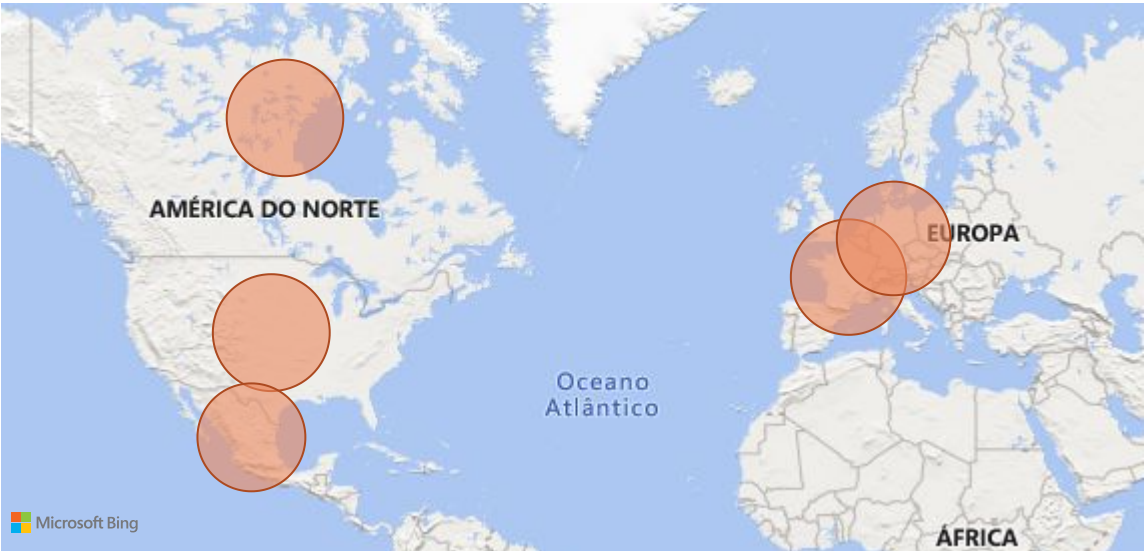 AMÉRICA DO NORTE
EUROPA
Oceano
Atlântico
ÁFRICA
Microsoft Bing